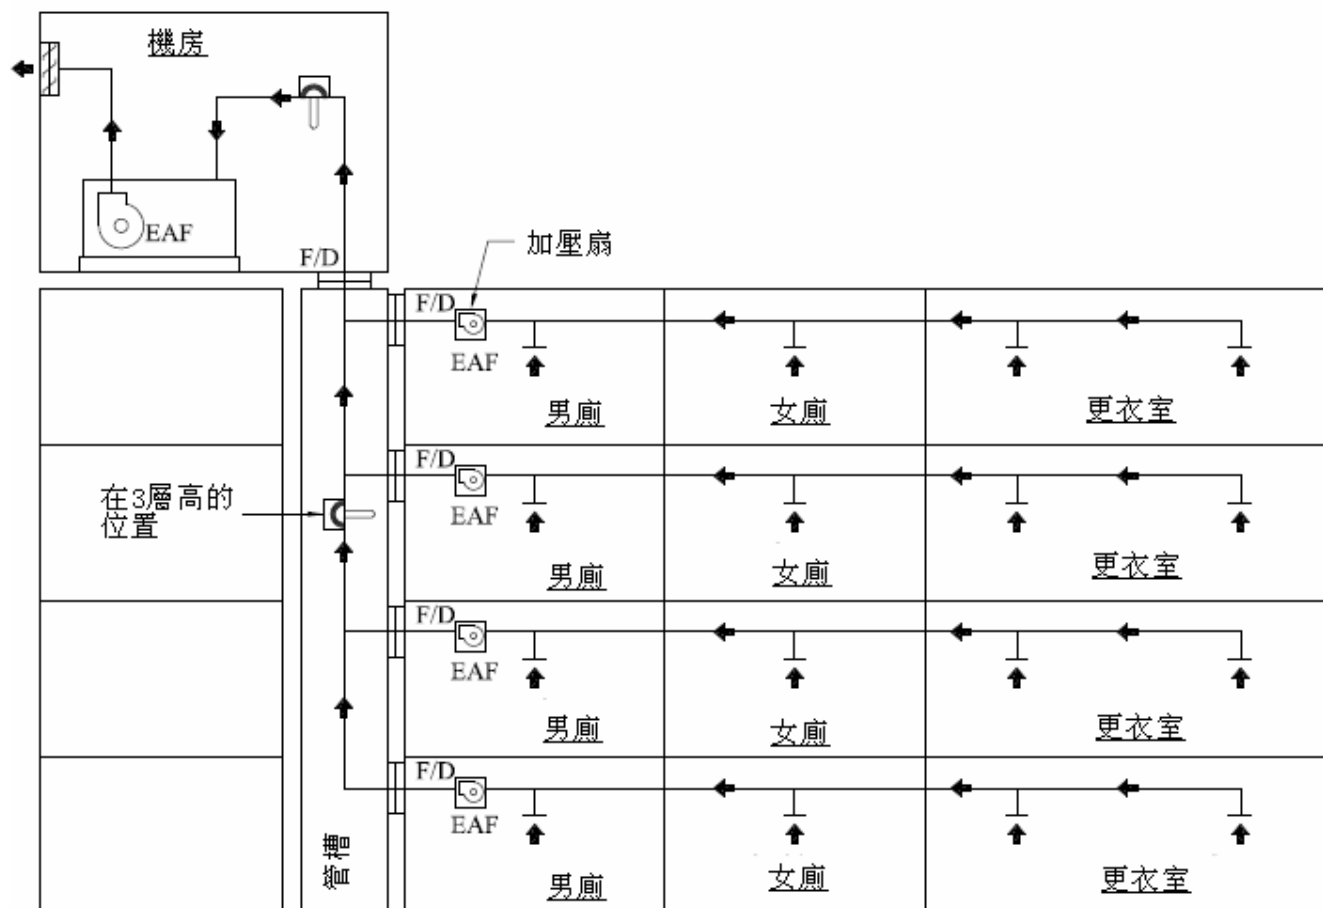 機房
EAF
F/D
加壓扇
F/D
EAF
男廁
女廁
更衣室
F/D
在3層高的
位置
EAF
男廁
女廁
更衣室
F/D
EAF
男廁
女廁
更衣室
F/D
EAF
管槽
男廁
女廁
更衣室